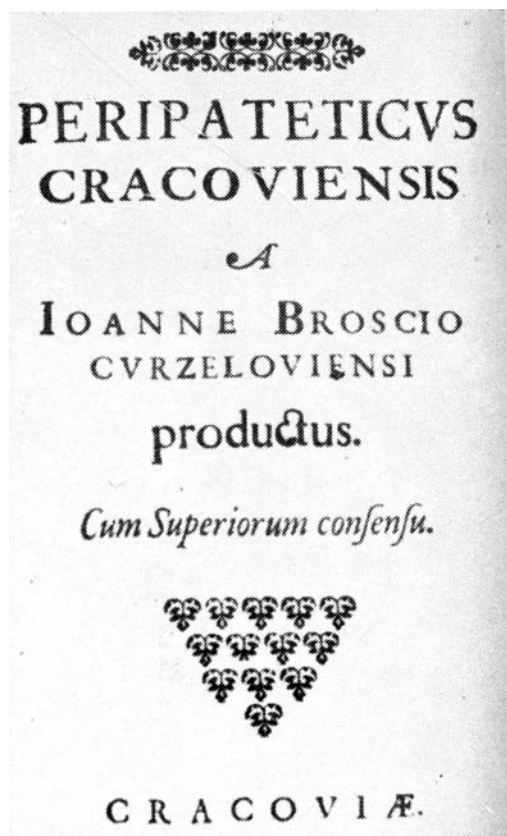 PERIPATETICVS
CRACOVIENSIS
A
IOANNE BROSCIO
CVRZELOVIENSI
productus.
Cum Superiorum conſenſu.
CRACOVIÆ.